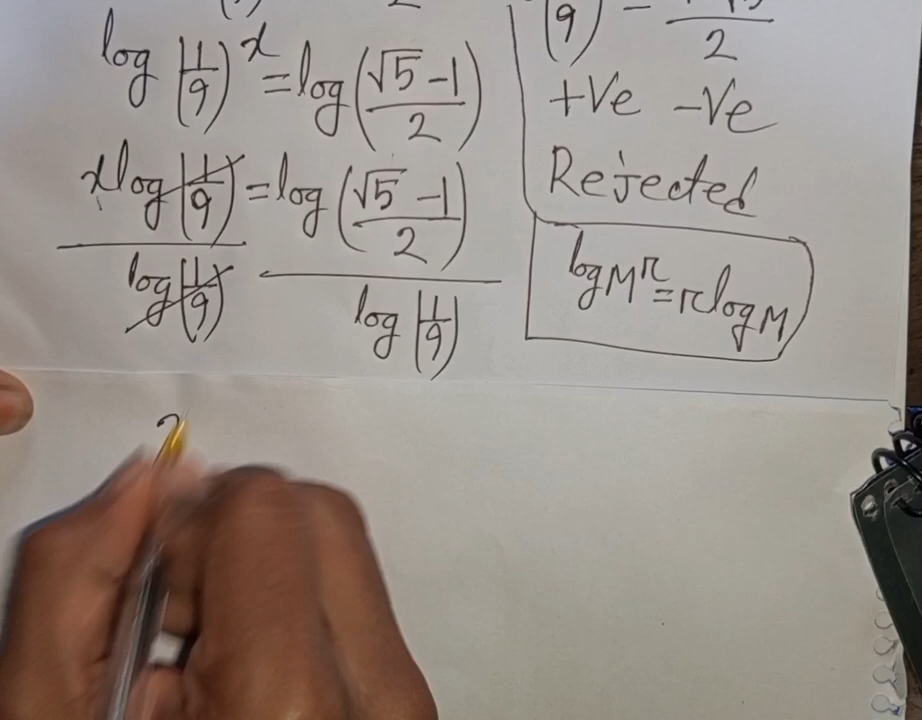 log (1/9)^x = log ((√5 - 1)/2)
x log (1/9) / log (1/9) = log ((√5 - 1)/2) / log (1/9)
2
+Ve -Ve
Rejected
log M^r = r log M